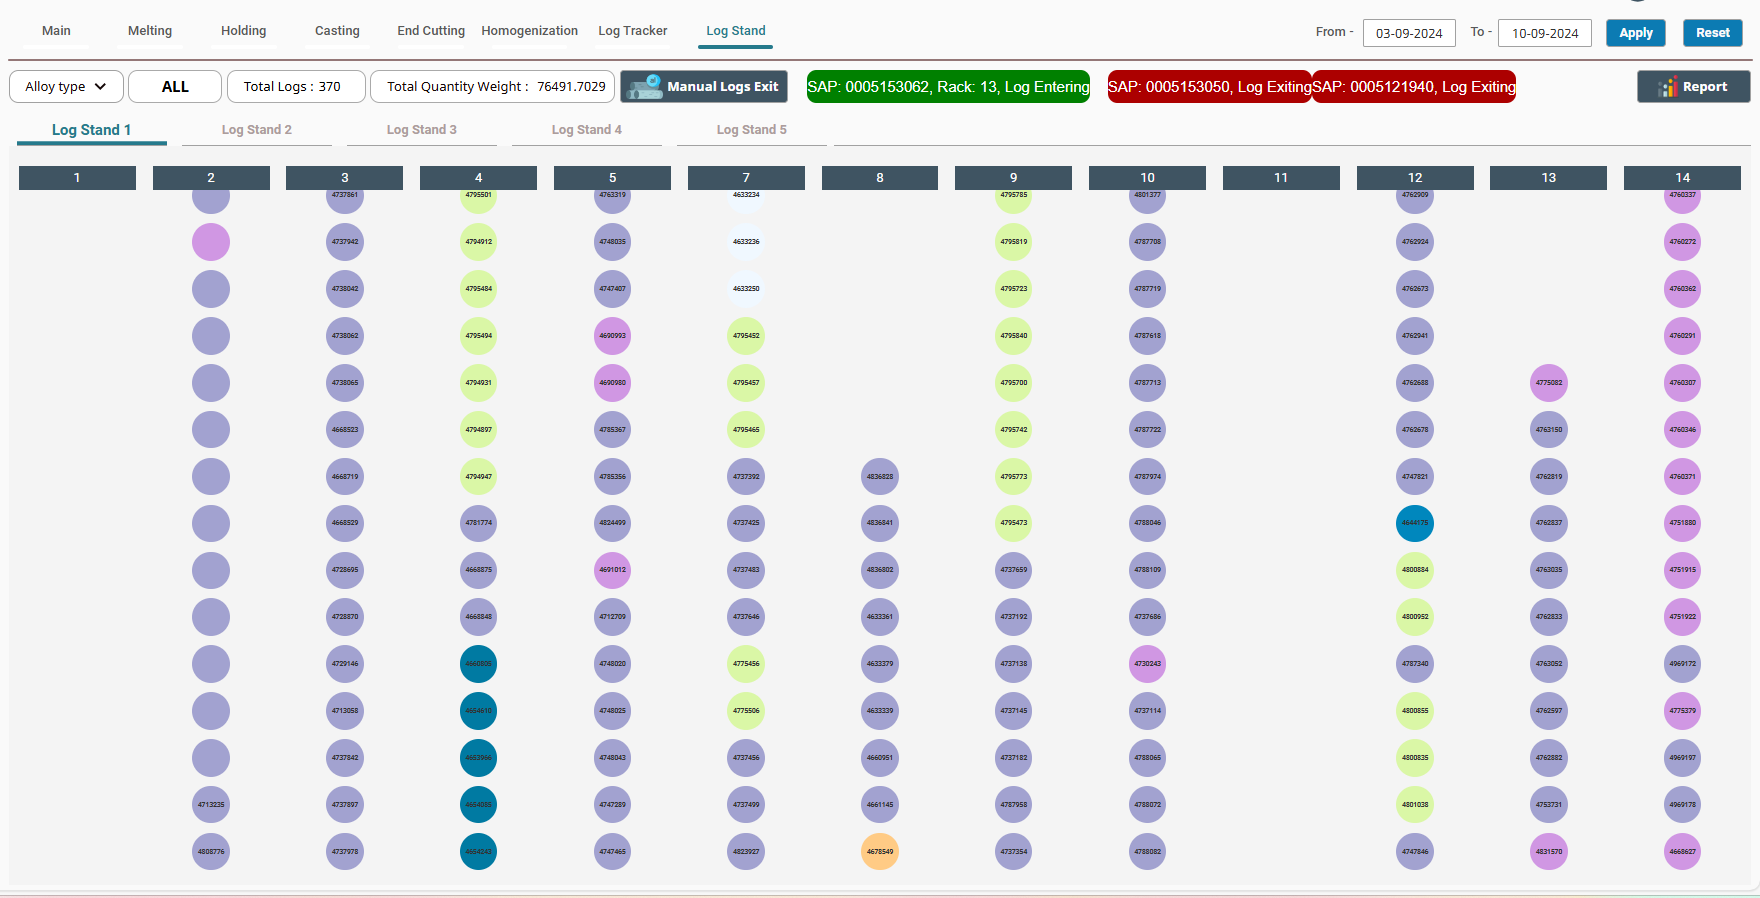 Main Melting Holding Casting End Cutting Homogenization Log Tracker Log Stand From - 03-09-2024 To - 10-09-2024 Apply Reset
Alloy type ALL Total Logs : 370 Total Quantity Weight : 76491.7029 Manual Logs Exit SAP: 0005153062, Rack: 13, Log Entering SAP: 0005153050, Log Exiting SAP: 0005121940, Log Exiting Report
Log Stand 1 Log Stand 2 Log Stand 3 Log Stand 4 Log Stand 5
1 2 3 4 5 7 8 9 10 11 12 13 14
4737861 4795501 4763319 4633234 4795785 4801377 4762909 4760337
4737942 4794912 4748035 4633236 4795819 4787708 4762924 4760272
4738042 4795484 4747407 4633250 4795723 4787719 4762673 4760362
4738062 4795494 4690993 4795452 4795840 4787618 4762941 4760291
4738065 4794931 4690980 4795457 4795700 4787713 4762688 4775082 4760307
4668523 4794897 4785367 4795465 4795742 4787722 4762678 4763150 4760346
4668719 4794947 4785356 4737392 4836828 4795773 4787974 4747821 4762819 4760371
4668529 4781774 4824499 4737425 4836841 4795473 4788046 4644175 4762837 4751880
4728695 4668875 4691012 4737483 4836802 4737659 4788109 4800884 4763035 4751915
4728870 4668848 4712709 4737646 4633361 4737192 4737686 4800952 4762833 4751922
4729146 4748020 4775456 4633379 4737138 4730243 4787340 4763052 4969172
4713058 4748025 4775506 4633339 4737145 4737114 4800855 4762597 4775379
4737842 4748043 4737456 4660951 4737182 4788065 4800835 4762882 4969197
4713235 4737897 4747289 4737499 4661145 4787958 4788072 4801038 4753731 4969178
4808776 4737978 4747465 4823927 4678549 4737354 4788082 4747846 4831570 4668627